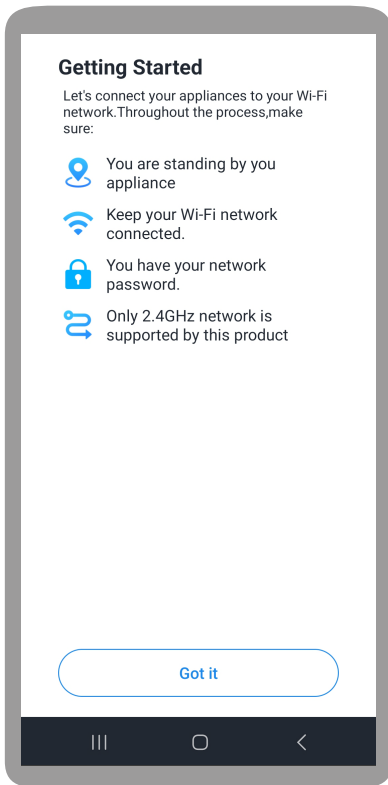 Getting Started
Let's connect your appliances to your Wi-Fi
network.Throughout the process,make
sure:
You are standing by you
appliance
Keep your Wi-Fi network
connected.
You have your network
password.
Only 2.4GHz network is
supported by this product
Got it